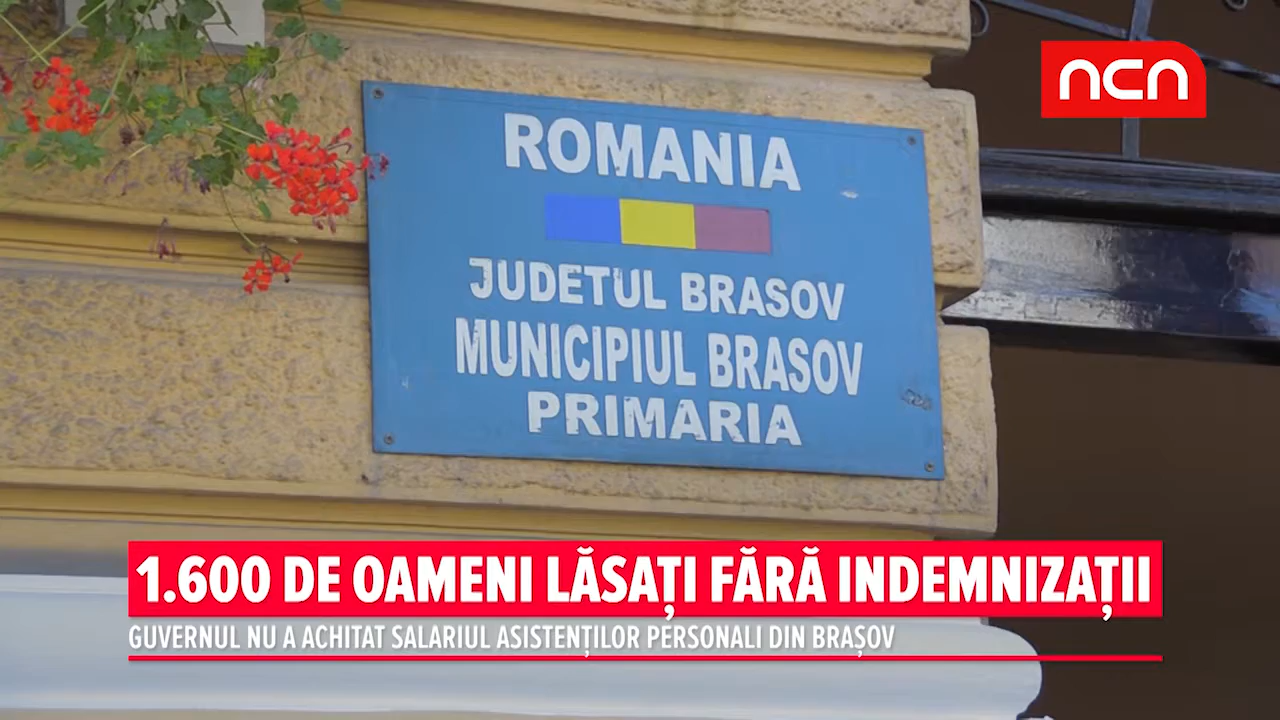 ncn
ROMANIA
JUDETUL BRASOV
MUNICIPIUL BRASOV
PRIMARIA
1.600 DE OAMENI LĂSAȚI FĂRĂ INDEMNIZAȚII
GUVERNUL NU A ACHITAT SALARIUL ASISTENȚILOR PERSONALI DIN BRAȘOV